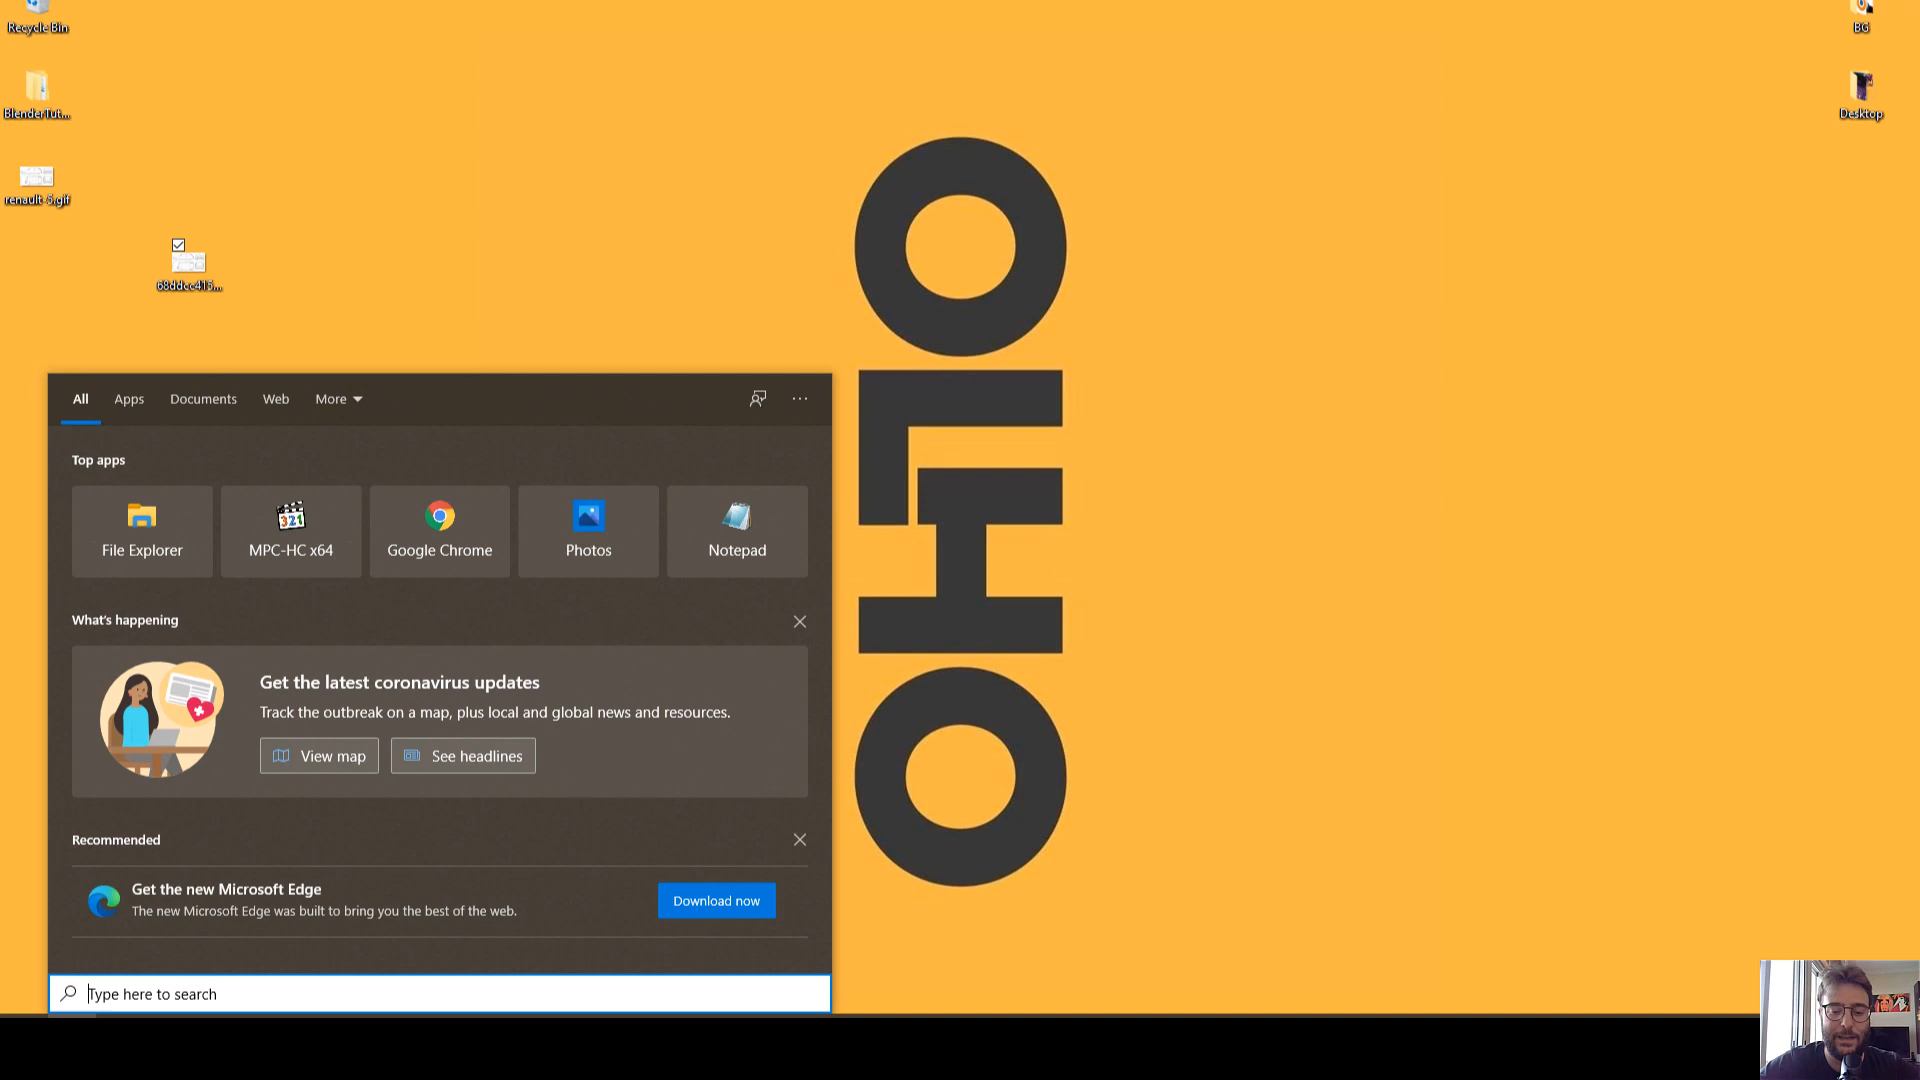 Recycle Bin
BG
BlenderTut...
Desktop
renault-5.gif
68ddcc415...
All Apps Documents Web More
Top apps
File Explorer MPC-HC x64 Google Chrome Photos Notepad
What's happening
Get the latest coronavirus updates
Track the outbreak on a map, plus local and global news and resources.
View map See headlines
Recommended
Get the new Microsoft Edge
The new Microsoft Edge was built to bring you the best of the web.
Download now
Type here to search
321